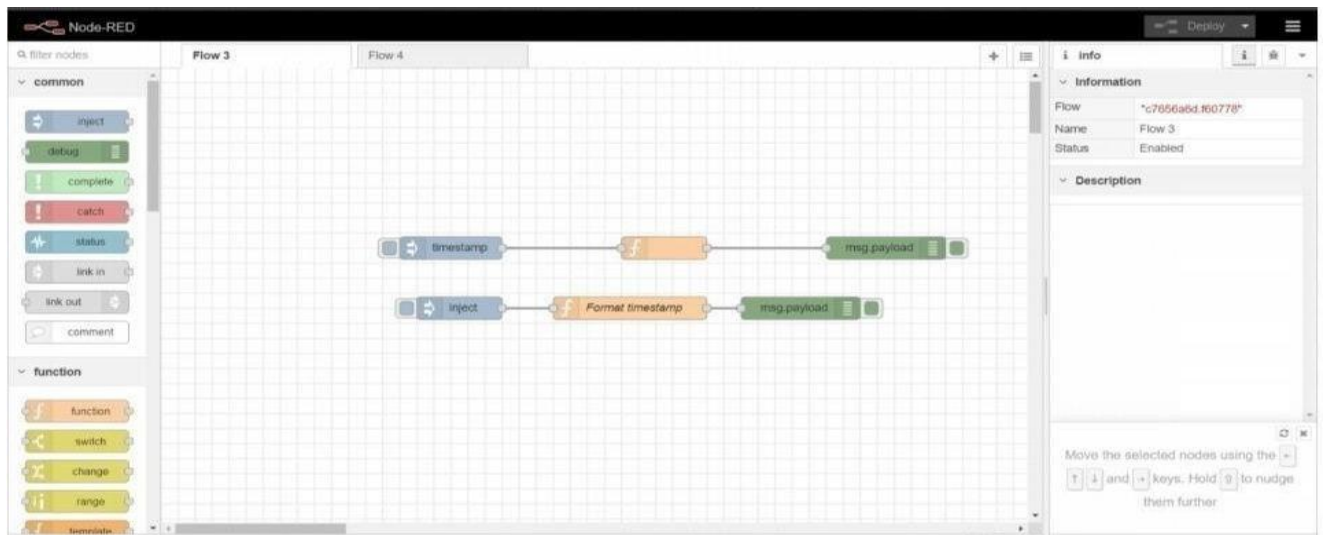 Node-RED
Deploy
filter nodes
Flow 3
Flow 4
info
common
inject
debug
complete
catch
status
link in
link out
comment
function
function
switch
change
range
template
timestamp
msg.payload
inject
Format timestamp
msg.payload
Information
Flow "c7656a6d.f60778"
Name Flow 3
Status Enabled
Description
Move the selected nodes using the ←
↑ ↓ and → keys. Hold ⇧ to nudge
them further